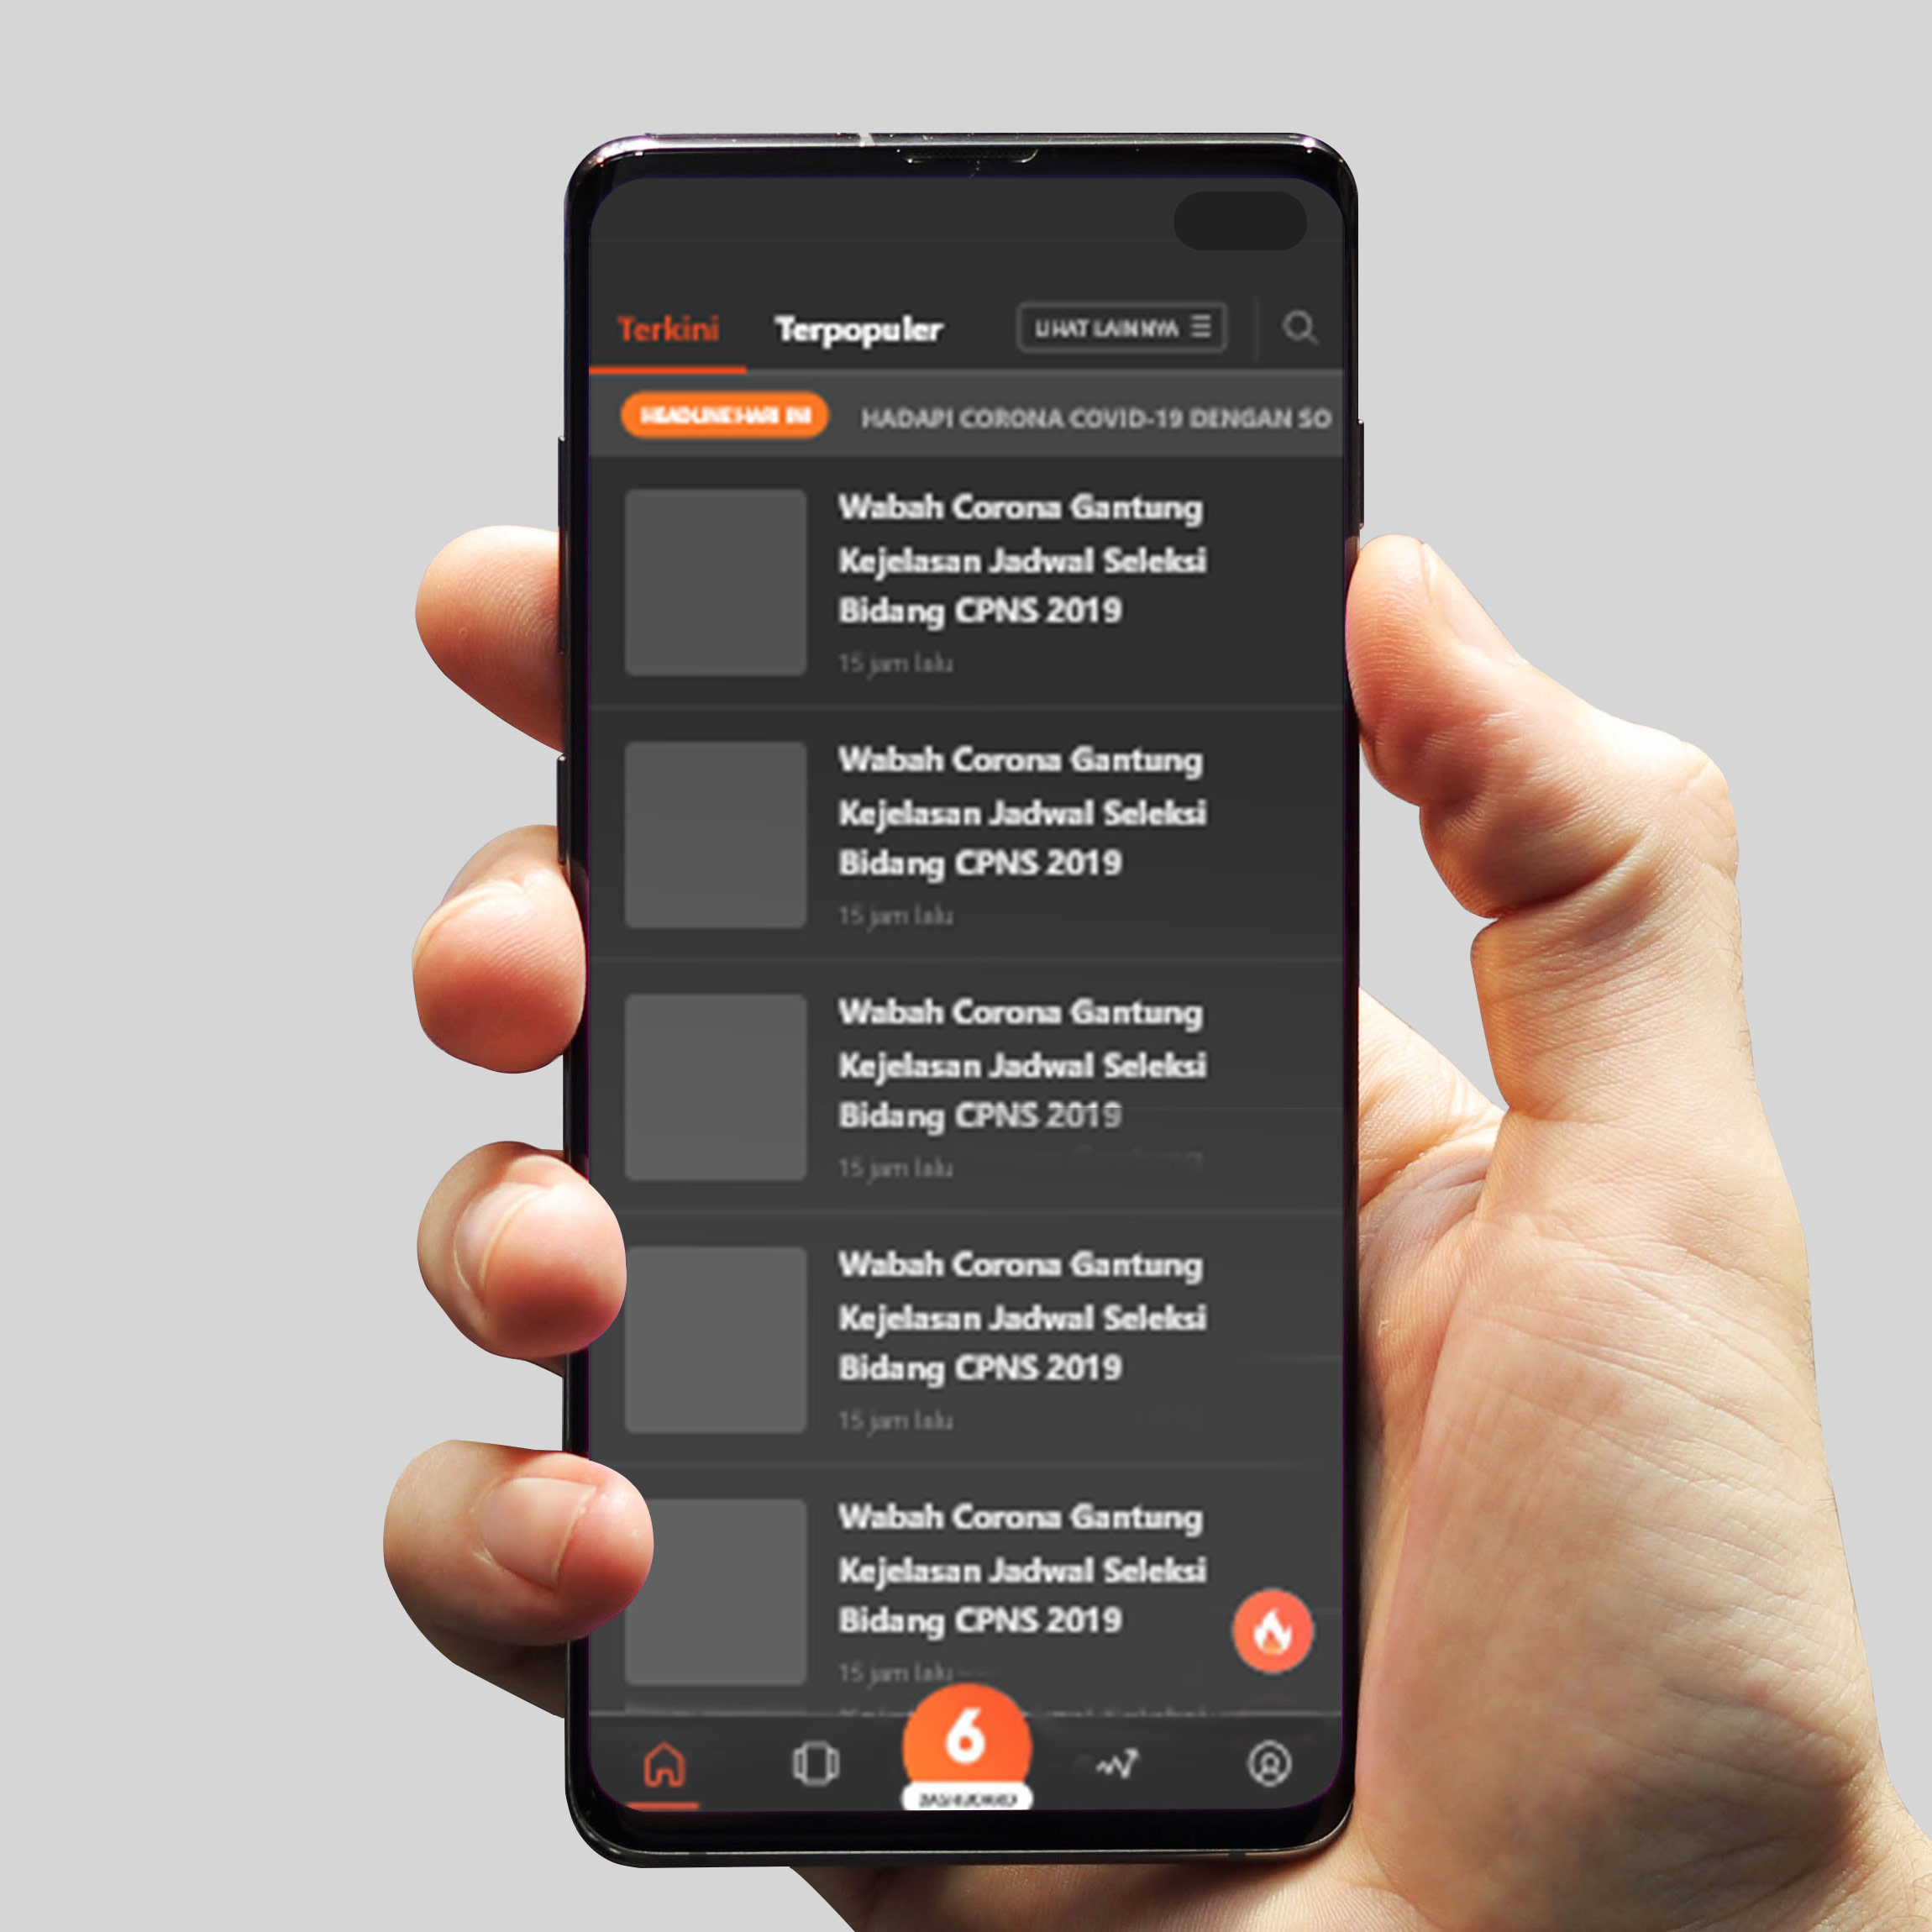 Terkini
Terpopuler
LIHAT LAINNYA
HEADLINE HARI INI
HADAPI CORONA COVID-19 DENGAN SO
Wabah Corona Gantung
Kejelasan Jadwal Seleksi
Bidang CPNS 2019
15 jam lalu
Wabah Corona Gantung
Kejelasan Jadwal Seleksi
Bidang CPNS 2019
15 jam lalu
Wabah Corona Gantung
Kejelasan Jadwal Seleksi
Bidang CPNS 2019
15 jam lalu
Wabah Corona Gantung
Kejelasan Jadwal Seleksi
Bidang CPNS 2019
15 jam lalu
Wabah Corona Gantung
Kejelasan Jadwal Seleksi
Bidang CPNS 2019
15 jam lalu
6